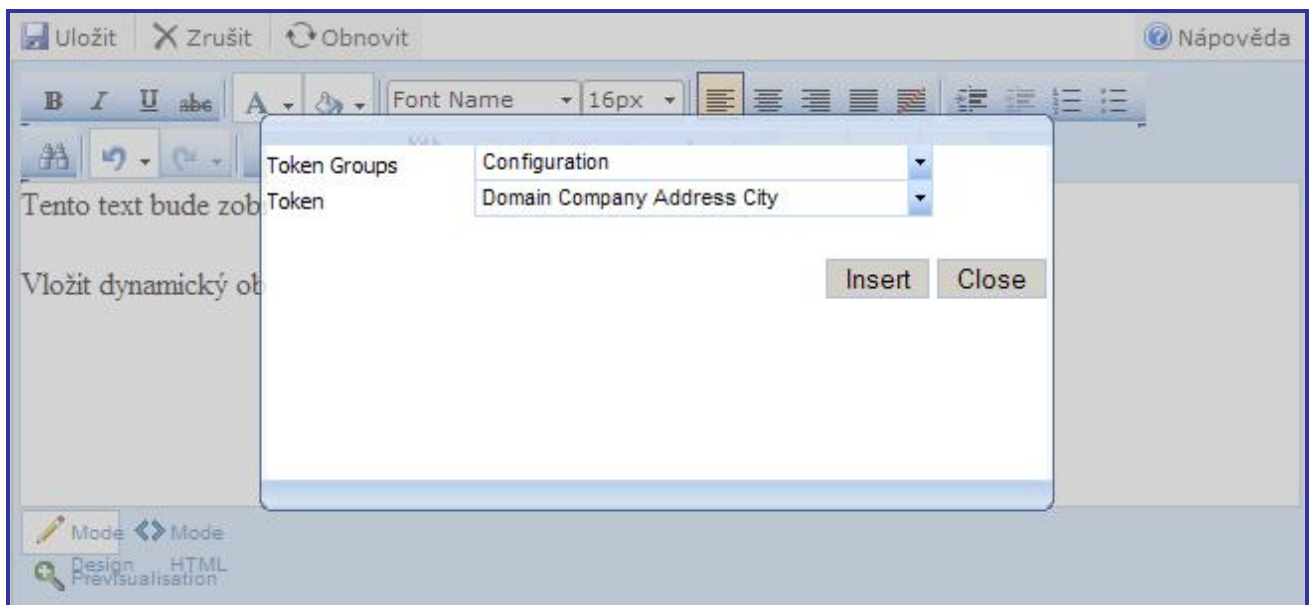 Uložit Zrušit Obnovit Nápověda
B I U abc A Font Name 16px
Token Groups Configuration
Tento text bude zob Token Domain Company Address City
Vložit dynamický ob Insert Close
Mode Mode
Design HTML
Prévisualisation